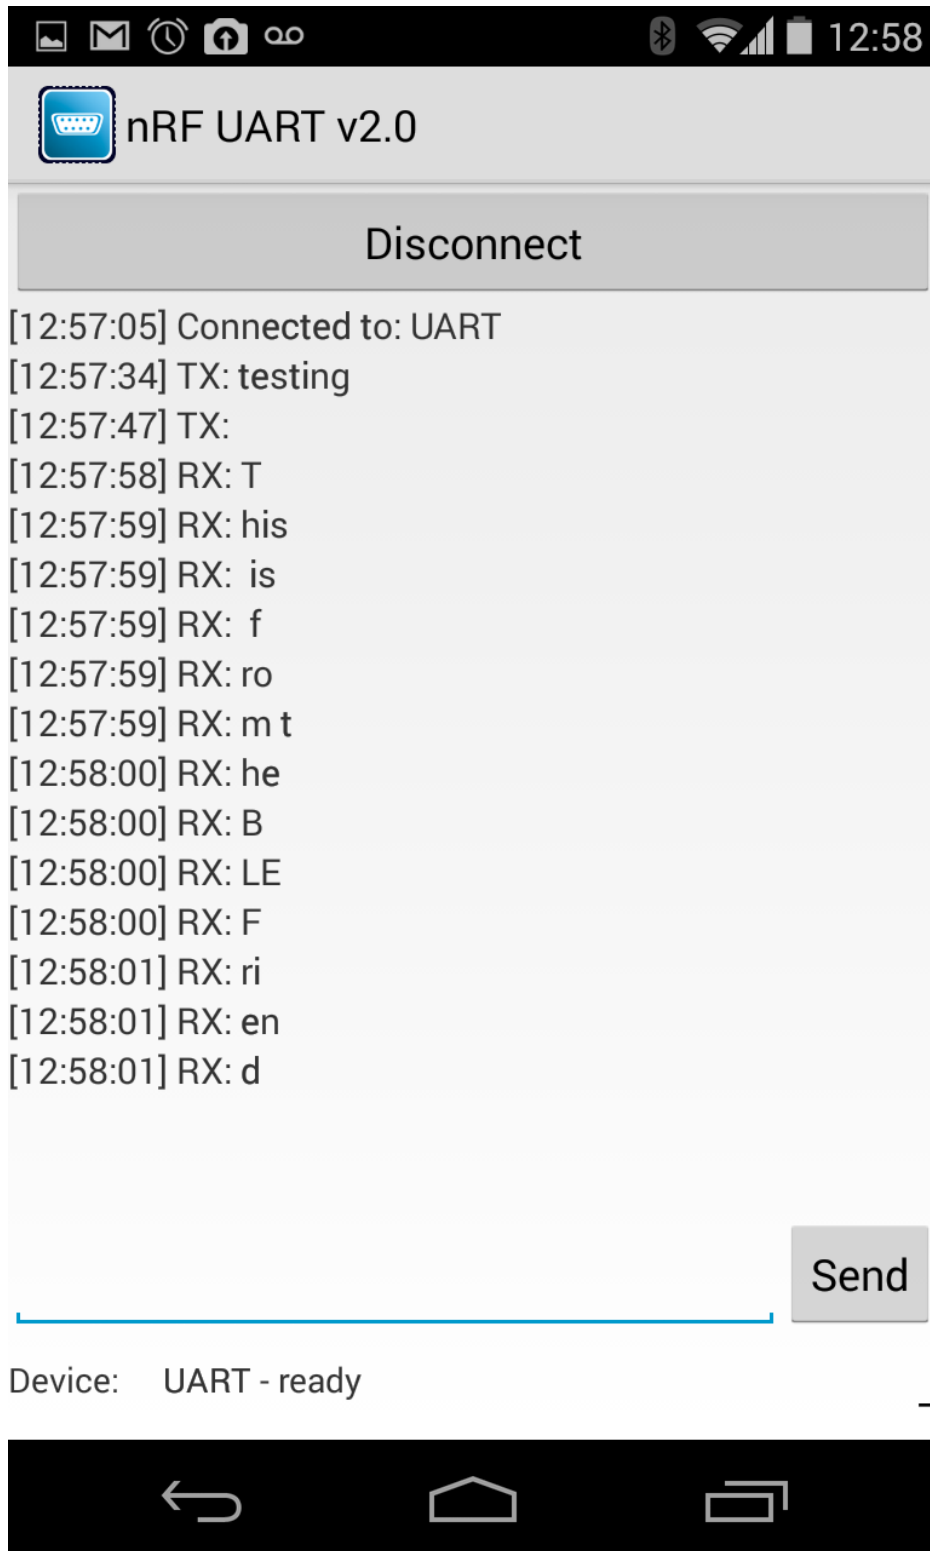 12:58
nRF UART v2.0
Disconnect
[12:57:05] Connected to: UART
[12:57:34] TX: testing
[12:57:47] TX:
[12:57:58] RX: T
[12:57:59] RX: his
[12:57:59] RX:  is
[12:57:59] RX:  f
[12:57:59] RX: ro
[12:57:59] RX: m t
[12:58:00] RX: he
[12:58:00] RX: B
[12:58:00] RX: LE
[12:58:00] RX: F
[12:58:01] RX: ri
[12:58:01] RX: en
[12:58:01] RX: d
Send
Device: UART - ready